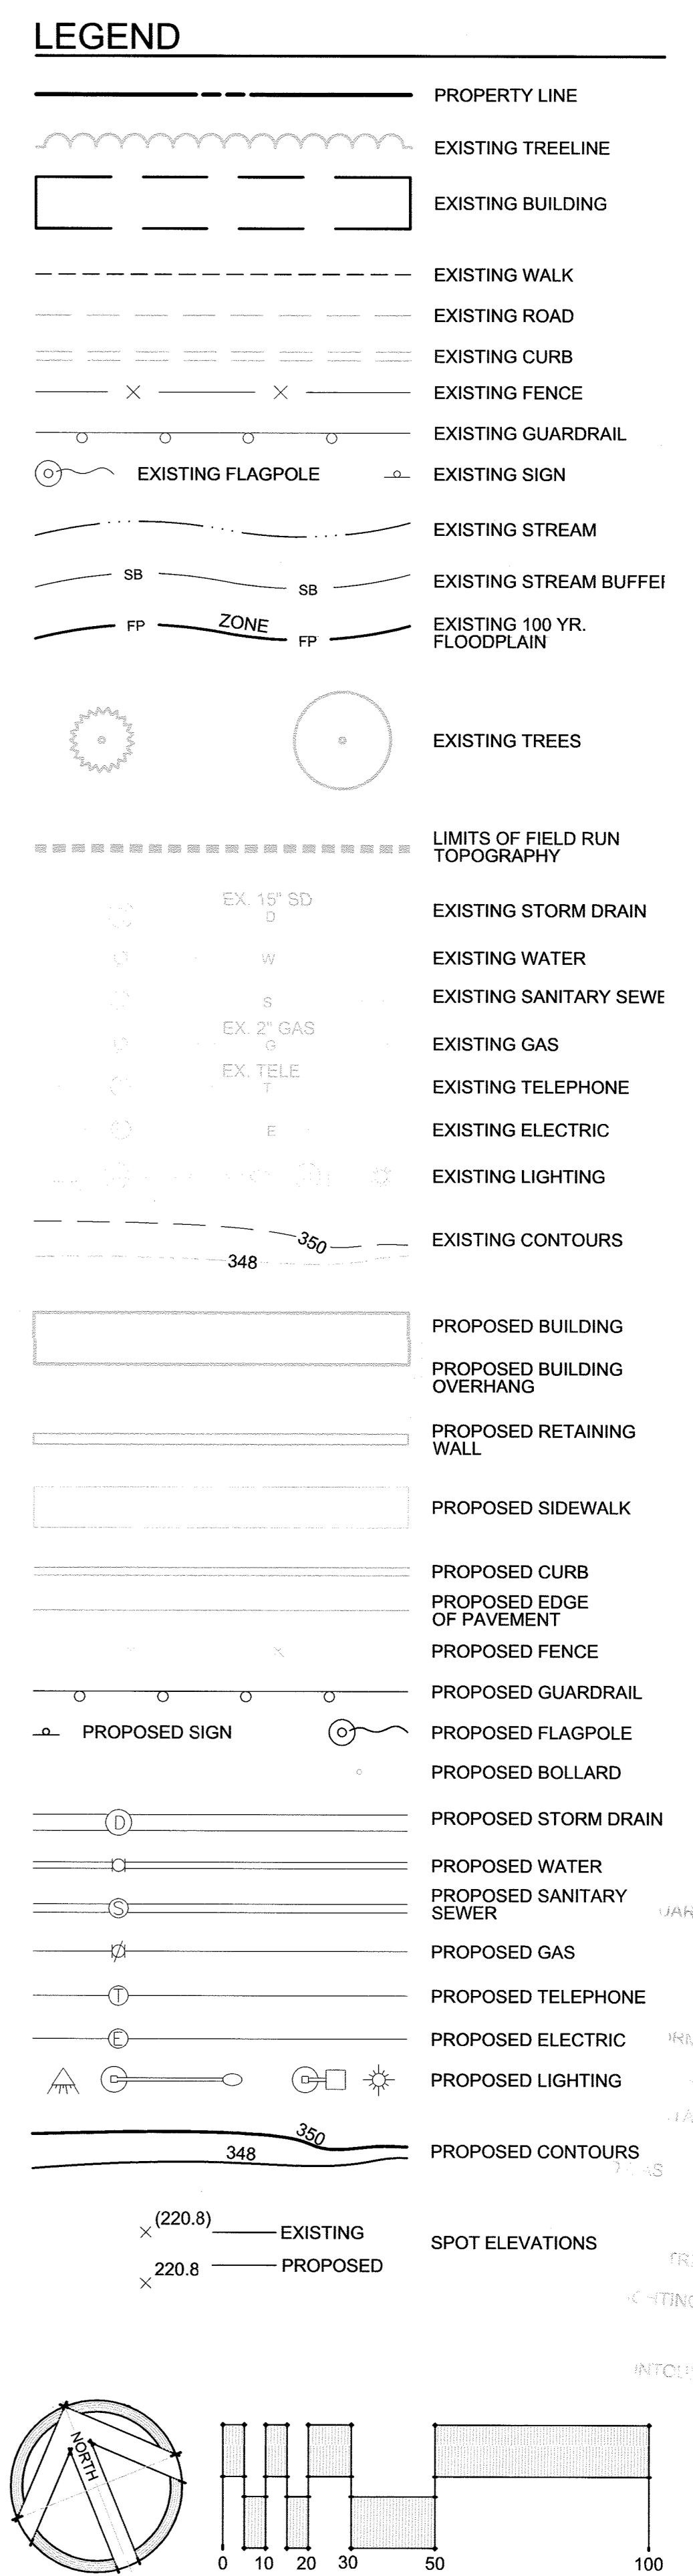 LEGEND
PROPERTY LINE
EXISTING TREELINE
EXISTING BUILDING
EXISTING WALK
EXISTING ROAD
EXISTING CURB
EXISTING FENCE
EXISTING GUARDRAIL
EXISTING FLAGPOLE EXISTING SIGN
EXISTING STREAM
SB SB EXISTING STREAM BUFFER
FP ZONE FP EXISTING 100 YR.
FLOODPLAIN
EXISTING TREES
LIMITS OF FIELD RUN
TOPOGRAPHY
EX. 15" SD
D EXISTING STORM DRAIN
W EXISTING WATER
S EXISTING SANITARY SEWE
EX. 2" GAS
G EXISTING GAS
EX. TELE
T EXISTING TELEPHONE
E EXISTING ELECTRIC
EXISTING LIGHTING
350 EXISTING CONTOURS
348
PROPOSED BUILDING
PROPOSED BUILDING
OVERHANG
PROPOSED RETAINING
WALL
PROPOSED SIDEWALK
PROPOSED CURB
PROPOSED EDGE
OF PAVEMENT
PROPOSED FENCE
PROPOSED GUARDRAIL
PROPOSED SIGN PROPOSED FLAGPOLE
PROPOSED BOLLARD
D PROPOSED STORM DRAIN
PROPOSED WATER
S PROPOSED SANITARY
SEWER
PROPOSED GAS
T PROPOSED TELEPHONE
E PROPOSED ELECTRIC
PROPOSED LIGHTING
350
348 PROPOSED CONTOURS
(220.8) EXISTING
SPOT ELEVATIONS
220.8 PROPOSED
NORTH
0 10 20 30 50 100